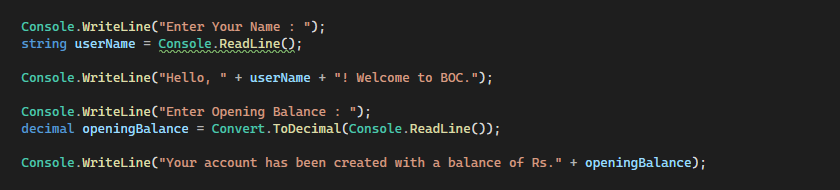 Console.WriteLine("Enter Your Name : ");
string userName = Console.ReadLine();
Console.WriteLine("Hello, " + userName + "! Welcome to BOC.");
Console.WriteLine("Enter Opening Balance : ");
decimal openingBalance = Convert.ToDecimal(Console.ReadLine());
Console.WriteLine("Your account has been created with a balance of Rs." + openingBalance);